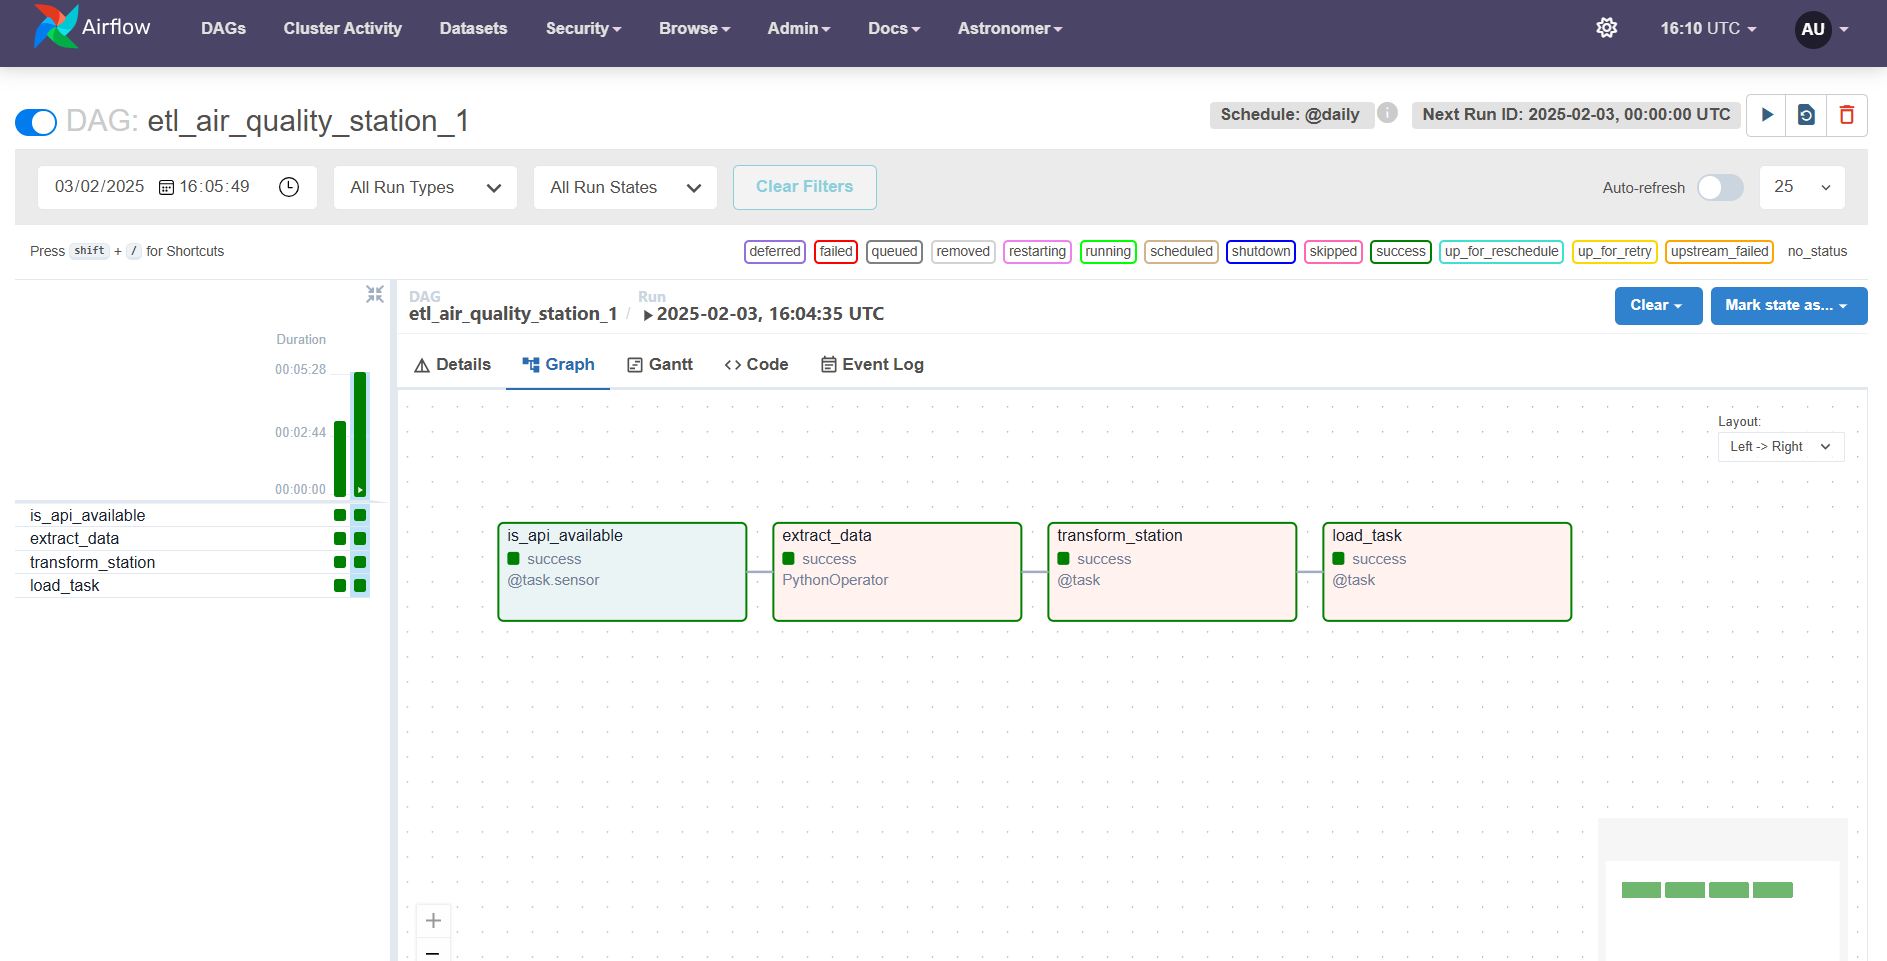 Airflow DAGs Cluster Activity Datasets Security Browse Admin Docs Astronomer 16:10 UTC AU
DAG: etl_air_quality_station_1 Schedule: @daily i Next Run ID: 2025-02-03, 00:00:00 UTC
03/02/2025 16:05:49 All Run Types All Run States Clear Filters Auto-refresh 25
Press shift + / for Shortcuts deferred failed queued removed restarting running scheduled shutdown skipped success up_for_reschedule up_for_retry upstream_failed no_status
DAG Run
etl_air_quality_station_1 / 2025-02-03, 16:04:35 UTC Clear Mark state as...
Details Graph Gantt <> Code Event Log
Duration
00:05:28
00:02:44
00:00:00
is_api_available
extract_data
transform_station
load_task
Layout:
Left -> Right
is_api_available
success
@task.sensor
extract_data
success
PythonOperator
transform_station
success
@task
load_task
success
@task
+
−